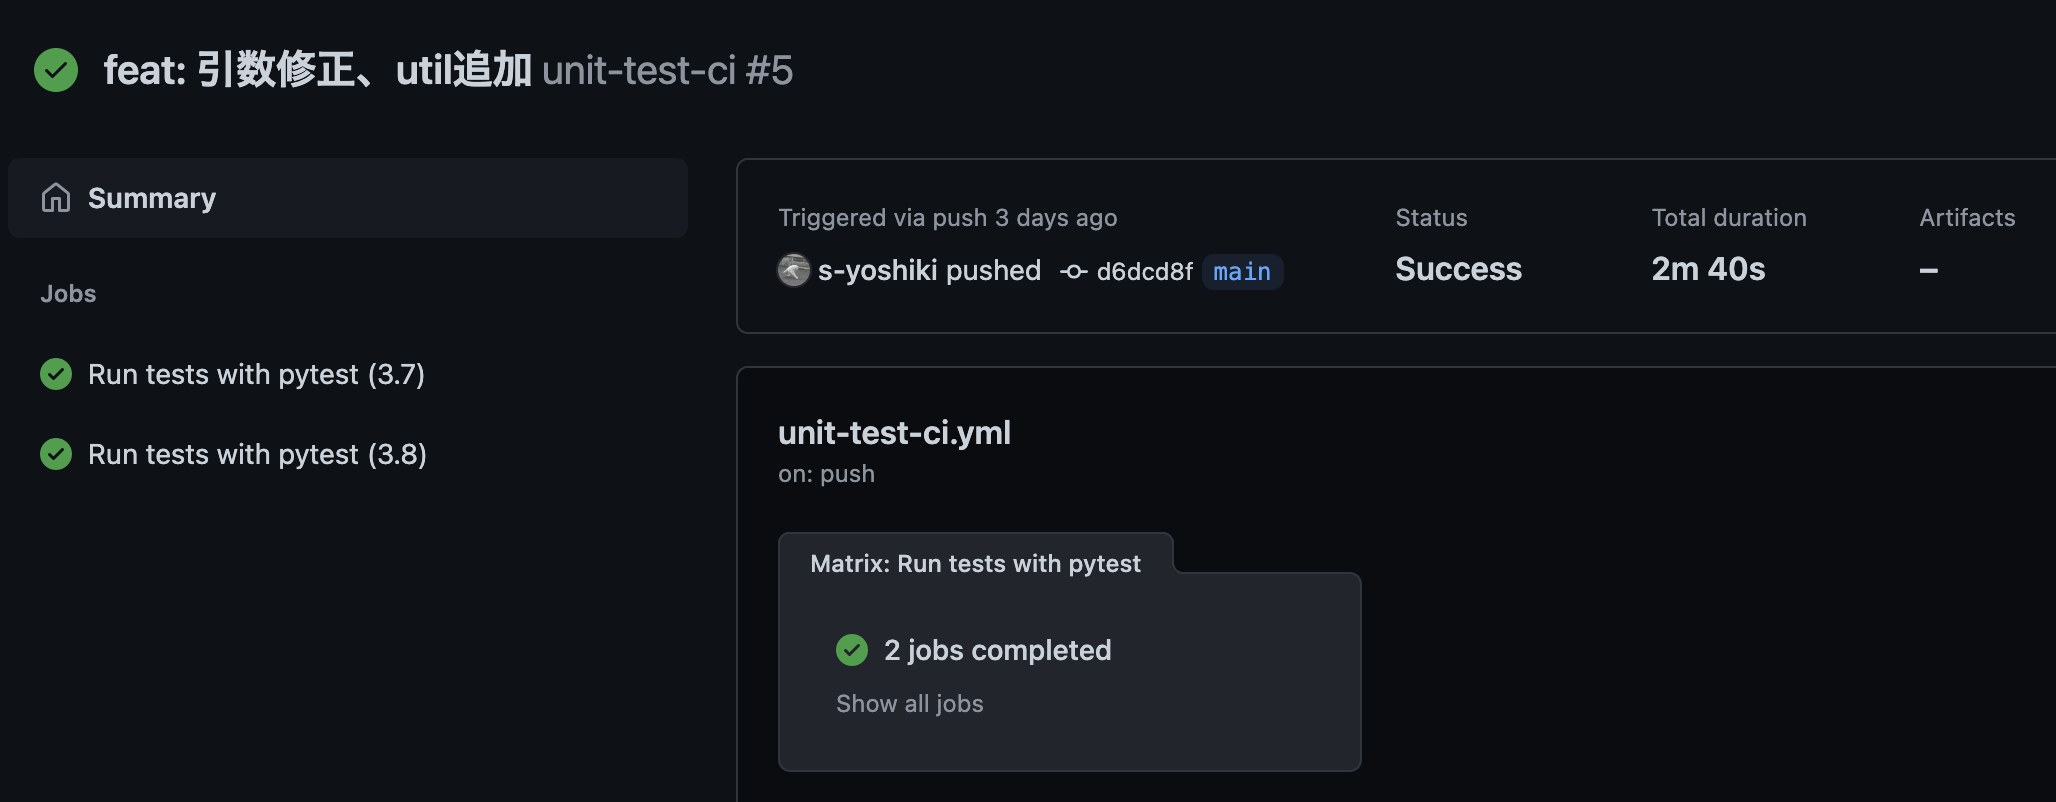 feat: 引数修正、util追加 unit-test-ci #5
Summary
Jobs
Run tests with pytest (3.7)
Run tests with pytest (3.8)
Triggered via push 3 days ago
s-yoshiki pushed d6dcd8f main
Status
Success
Total duration
2m 40s
Artifacts
–
unit-test-ci.yml
on: push
Matrix: Run tests with pytest
2 jobs completed
Show all jobs